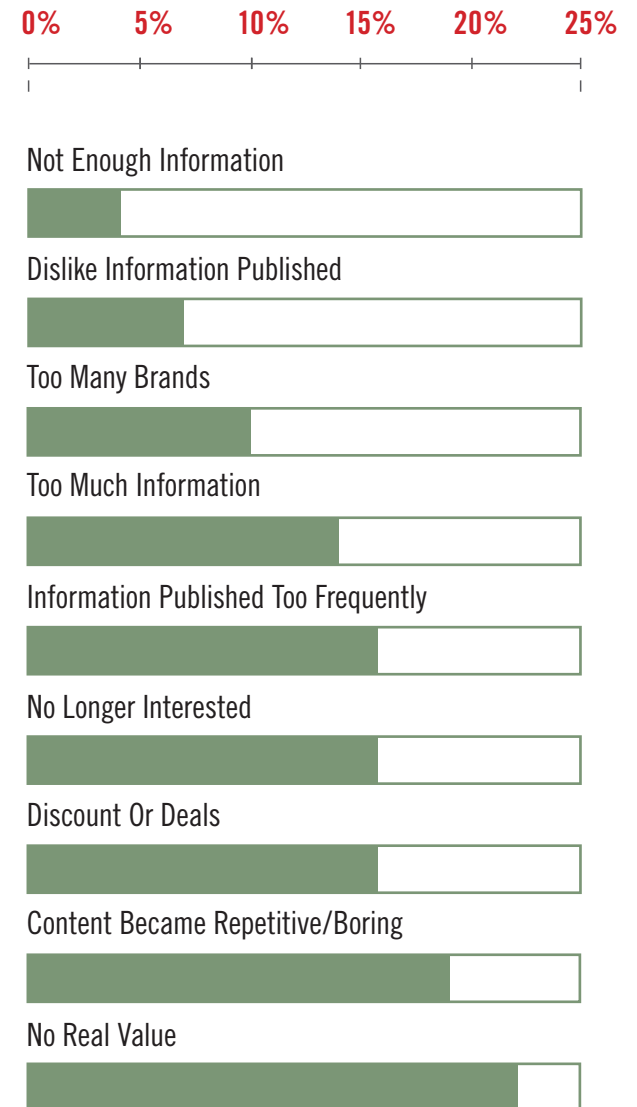 0% 5% 10% 15% 20% 25%
Not Enough Information
Dislike Information Published
Too Many Brands
Too Much Information
Information Published Too Frequently
No Longer Interested
Discount Or Deals
Content Became Repetitive/Boring
No Real Value